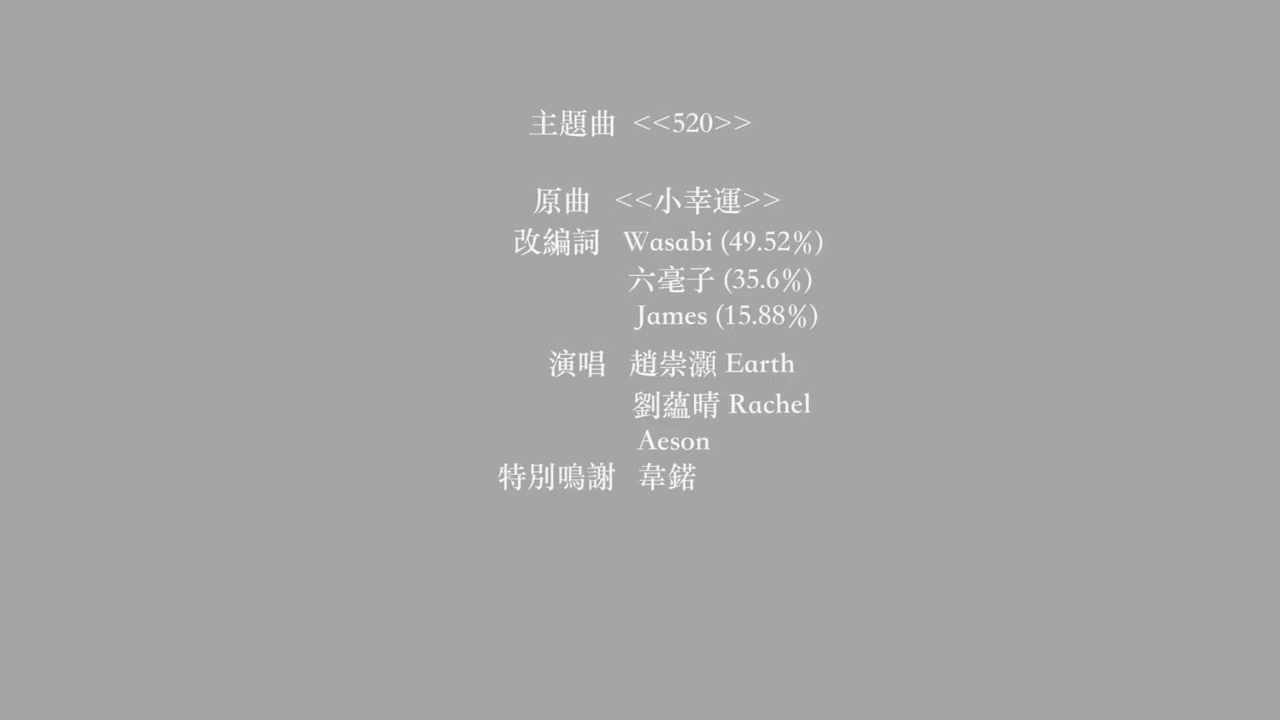 主題曲 <<520>>
原曲 <<小幸運>>
改編詞 Wasabi (49.52%)
六毫子 (35.6%)
James (15.88%)
演唱 趙崇灝 Earth
劉蘊晴 Rachel
Aeson
特別鳴謝 韋鍩